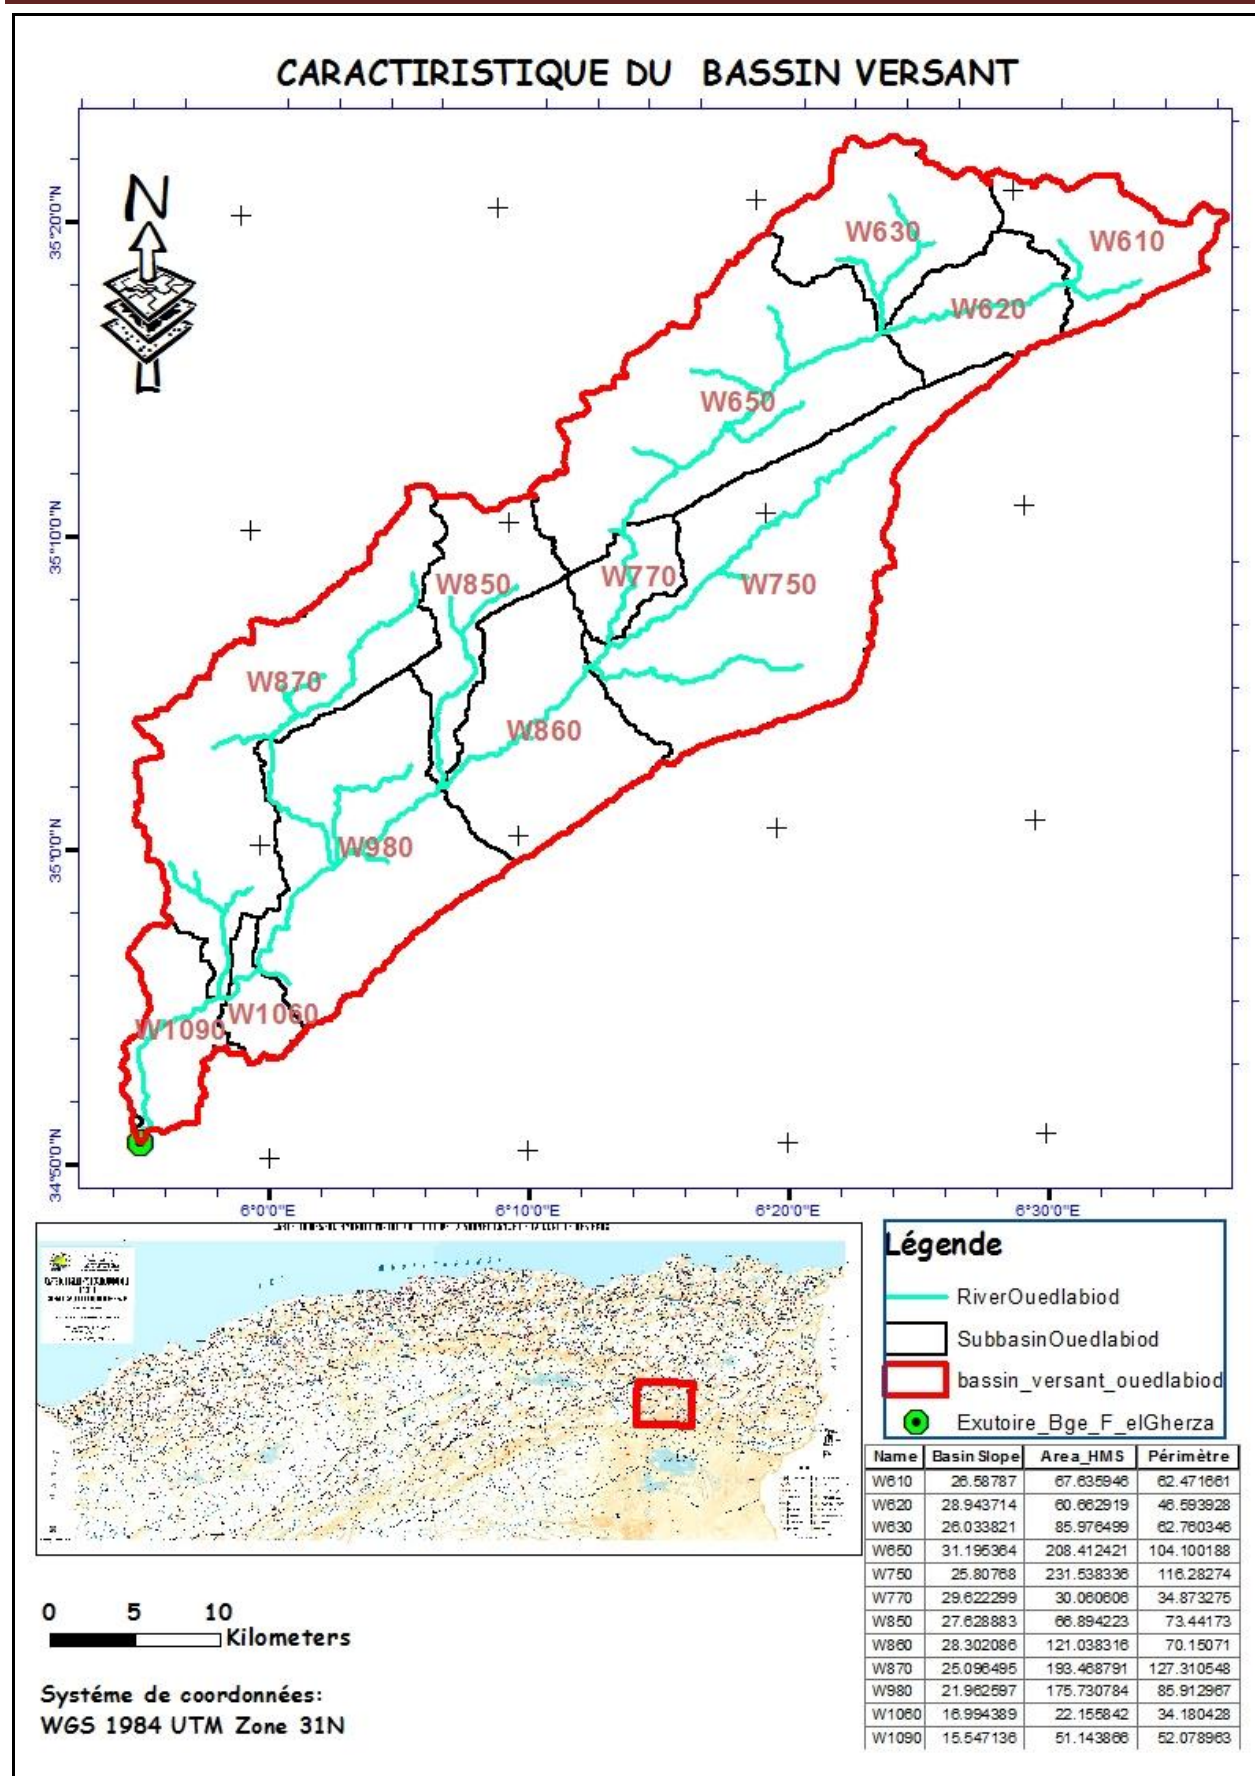 CARACTIRISTIQUE DU BASSIN VERSANT
N
35°20'0"N
35°10'0"N
35°0'0"N
34°50'0"N
W630
W610
W620
W650
W770
W750
W850
W870
W860
W980
W1060
W1090
6°0'0"E
6°10'0"E
6°20'0"E
6°30'0"E
Légende
RiverOuedlabiod
SubbasinOuedlabiod
bassin_versant_ouedlabiod
Exutoire_Bge_F_elGherza
Name BasinSlope Area_HMS Périmètre
W610 26.58787 67.635946 62.471661
W620 28.943714 60.662919 46.593928
W630 26.033821 85.976499 62.760346
W650 31.195364 208.412421 104.100188
W750 25.80768 231.538336 116.28274
W770 29.622299 30.060606 34.873275
W850 27.628883 66.894223 73.44173
W860 28.302086 121.038316 70.15071
W870 25.096495 193.468791 127.310548
W980 21.962597 175.730784 85.912967
W1060 16.994389 22.155842 34.180428
W1090 15.547136 51.143866 52.078963
0 5 10
Kilometers
Systéme de coordonnées:
WGS 1984 UTM Zone 31N